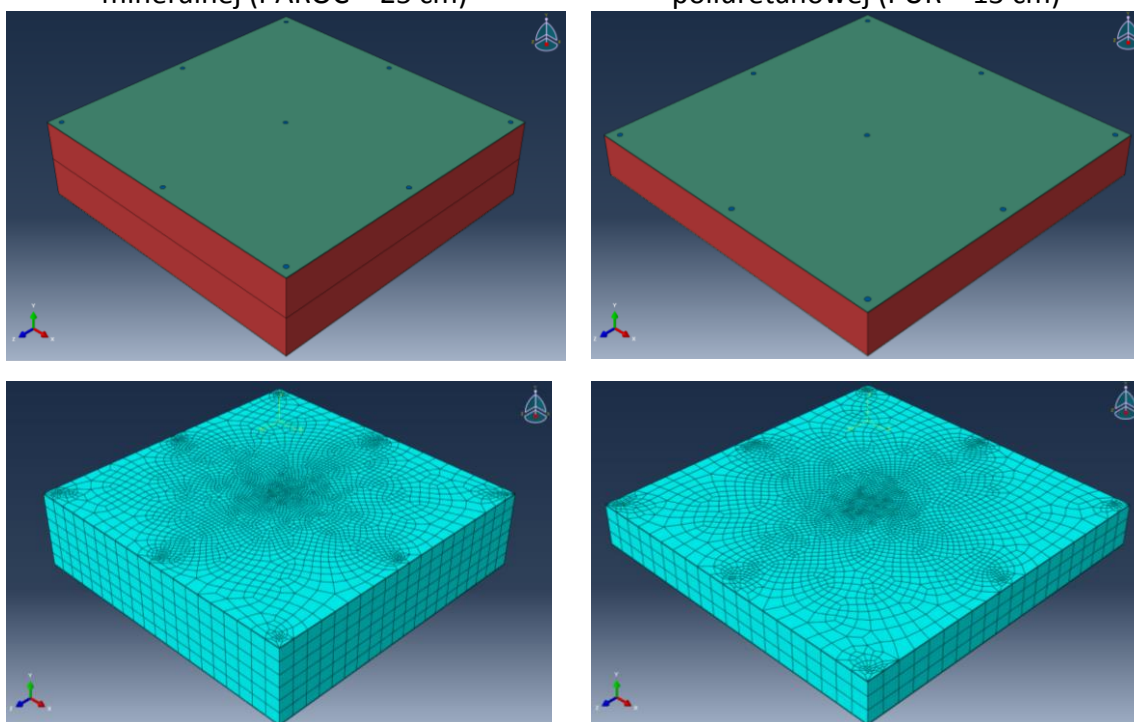 mineralnej (PAROC – 25 cm)
poliuretanowej (PUR – 15 cm)